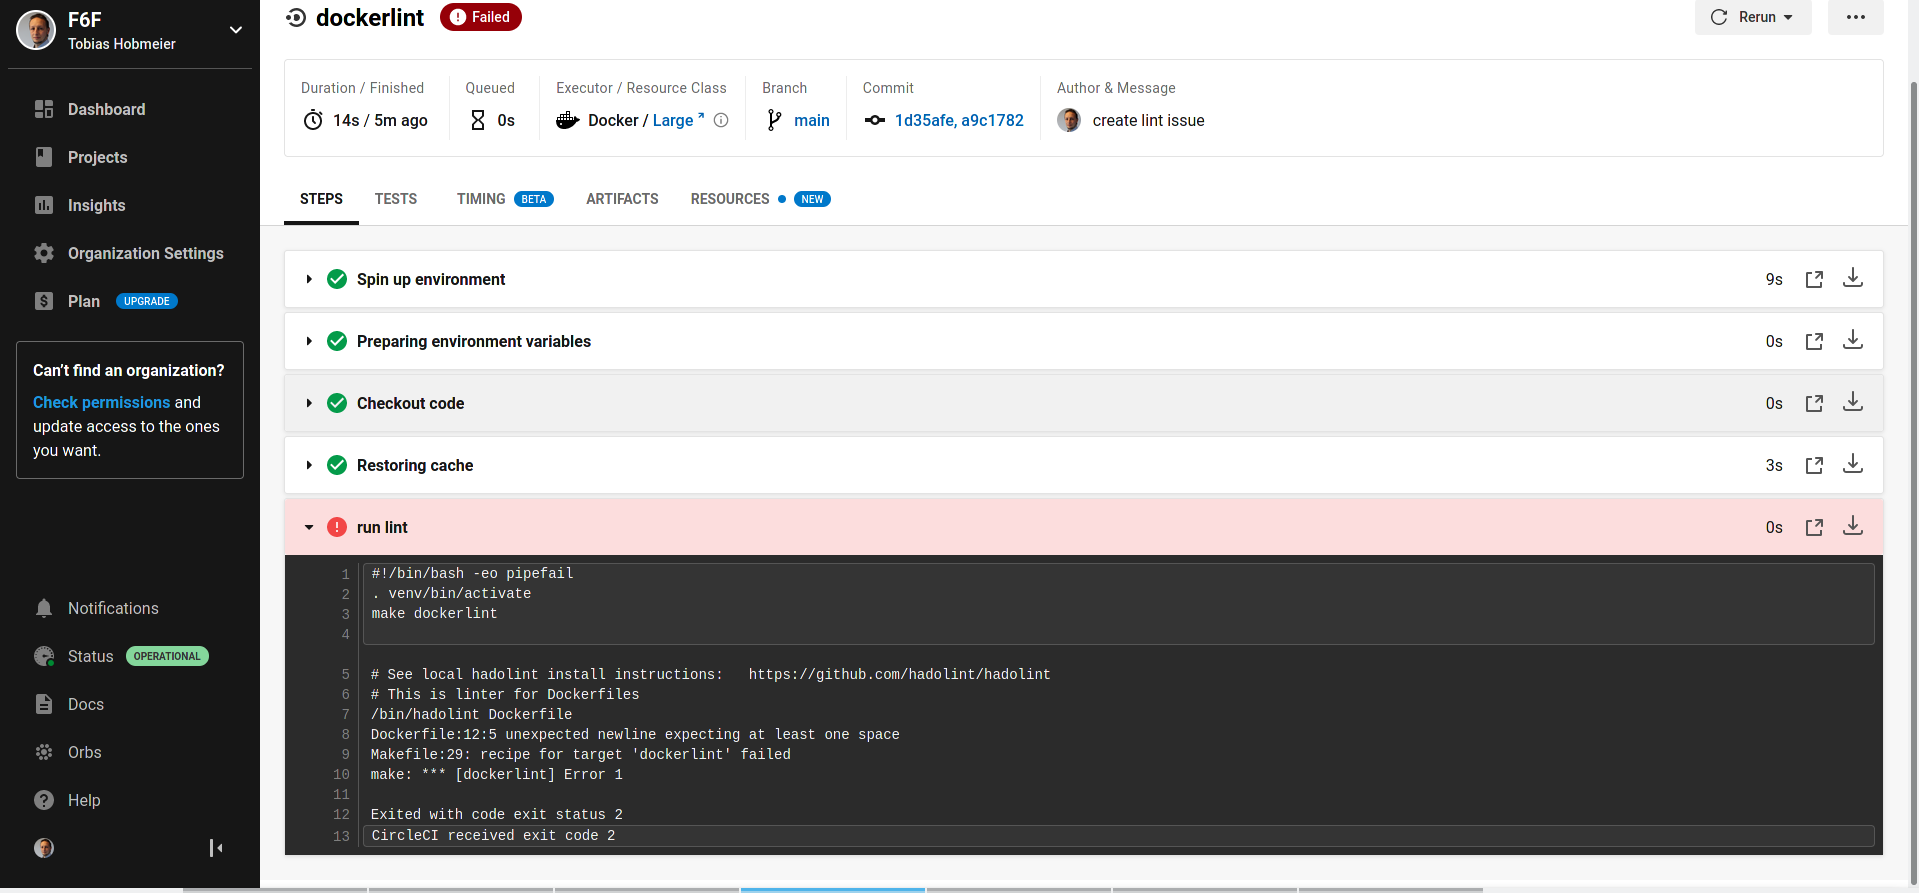 F6F
Tobias Hobmeier
Dashboard
Projects
Insights
Organization Settings
Plan UPGRADE
Can't find an organization?
Check permissions and
update access to the ones
you want.
Notifications
Status OPERATIONAL
Docs
Orbs
Help
dockerlint Failed
Rerun
Duration / Finished
14s / 5m ago
Queued
0s
Executor / Resource Class
Docker / Large
Branch
main
Commit
1d35afe, a9c1782
Author & Message
create lint issue
STEPS TESTS TIMING BETA ARTIFACTS RESOURCES NEW
Spin up environment 9s
Preparing environment variables 0s
Checkout code 0s
Restoring cache 3s
run lint 0s
1 #!/bin/bash -eo pipefail
2 . venv/bin/activate
3 make dockerlint
4
5 # See local hadolint install instructions:   https://github.com/hadolint/hadolint
6 # This is linter for Dockerfiles
7 /bin/hadolint Dockerfile
8 Dockerfile:12:5 unexpected newline expecting at least one space
9 Makefile:29: recipe for target 'dockerlint' failed
10 make: *** [dockerlint] Error 1
11
12 Exited with code exit status 2
13 CircleCI received exit code 2